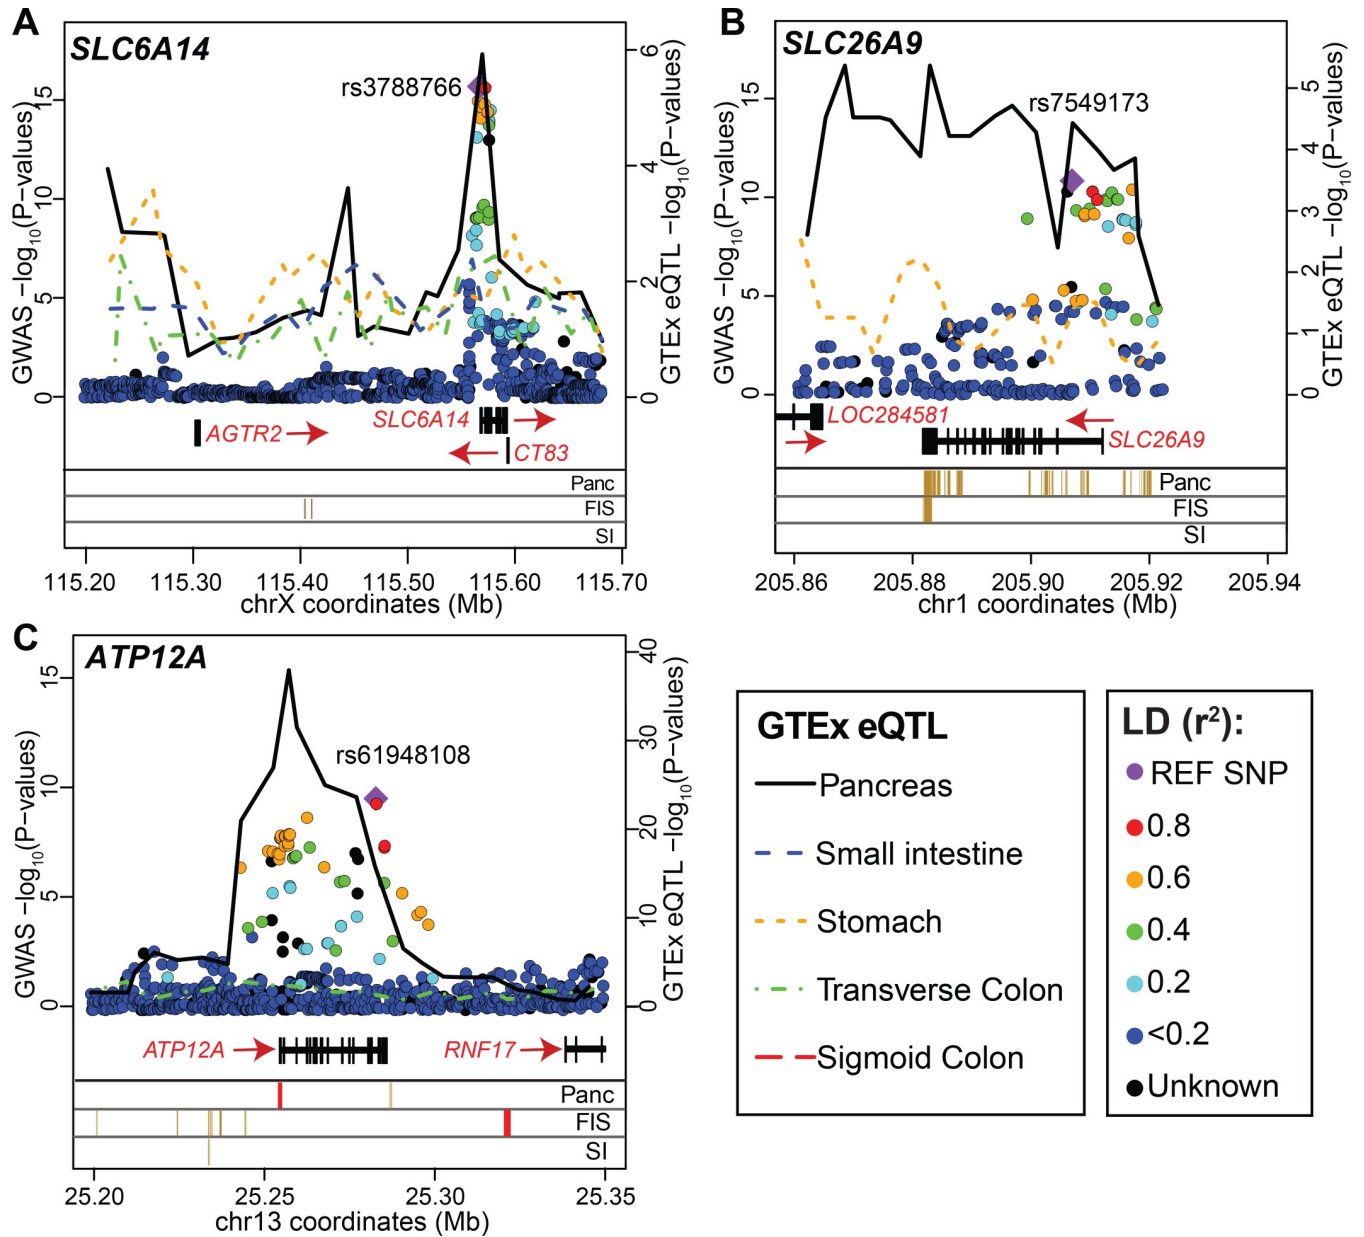 A
SLC6A14
rs3788766
GWAS −log10(P−values)
0
5
10
15
GTEx eQTL −log10(P−values)
0
2
4
6
SLC6A14
AGTR2
CT83
Panc
FIS
SI
115.20 115.30 115.40 115.50 115.60 115.70
chrX coordinates (Mb)
B
SLC26A9
rs7549173
GWAS −log10(P−values)
0
5
10
15
GTEx eQTL −log10(P−values)
0
1
2
3
4
5
LOC284581
SLC26A9
Panc
FIS
SI
205.86 205.88 205.90 205.92 205.94
chr1 coordinates (Mb)
C
ATP12A
rs61948108
GWAS −log10(P−values)
0
5
10
15
GTEx eQTL −log10(P−values)
0
10
20
30
40
ATP12A
RNF17
Panc
FIS
SI
25.20 25.25 25.30 25.35
chr13 coordinates (Mb)
GTEx eQTL
Pancreas
Small intestine
Stomach
Transverse Colon
Sigmoid Colon
LD (r²):
REF SNP
0.8
0.6
0.4
0.2
<0.2
Unknown